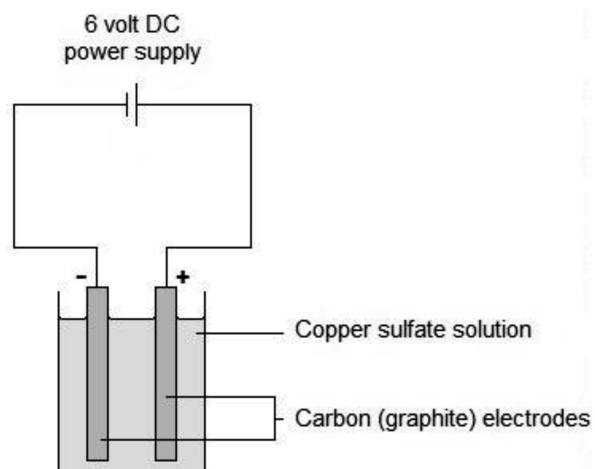 6 volt DC
power supply
- +
Copper sulfate solution
Carbon (graphite) electrodes